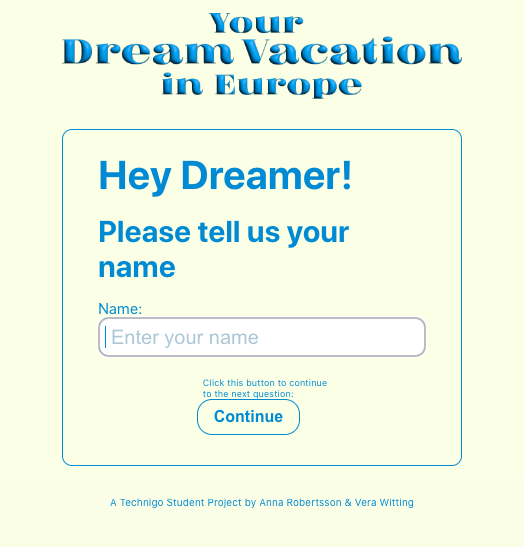 Your
Dream Vacation
in Europe
Hey Dreamer!
Please tell us your
name
Name:
Enter your name
Click this button to continue
to the next question:
Continue
A Technigo Student Project by Anna Robertsson & Vera Witting